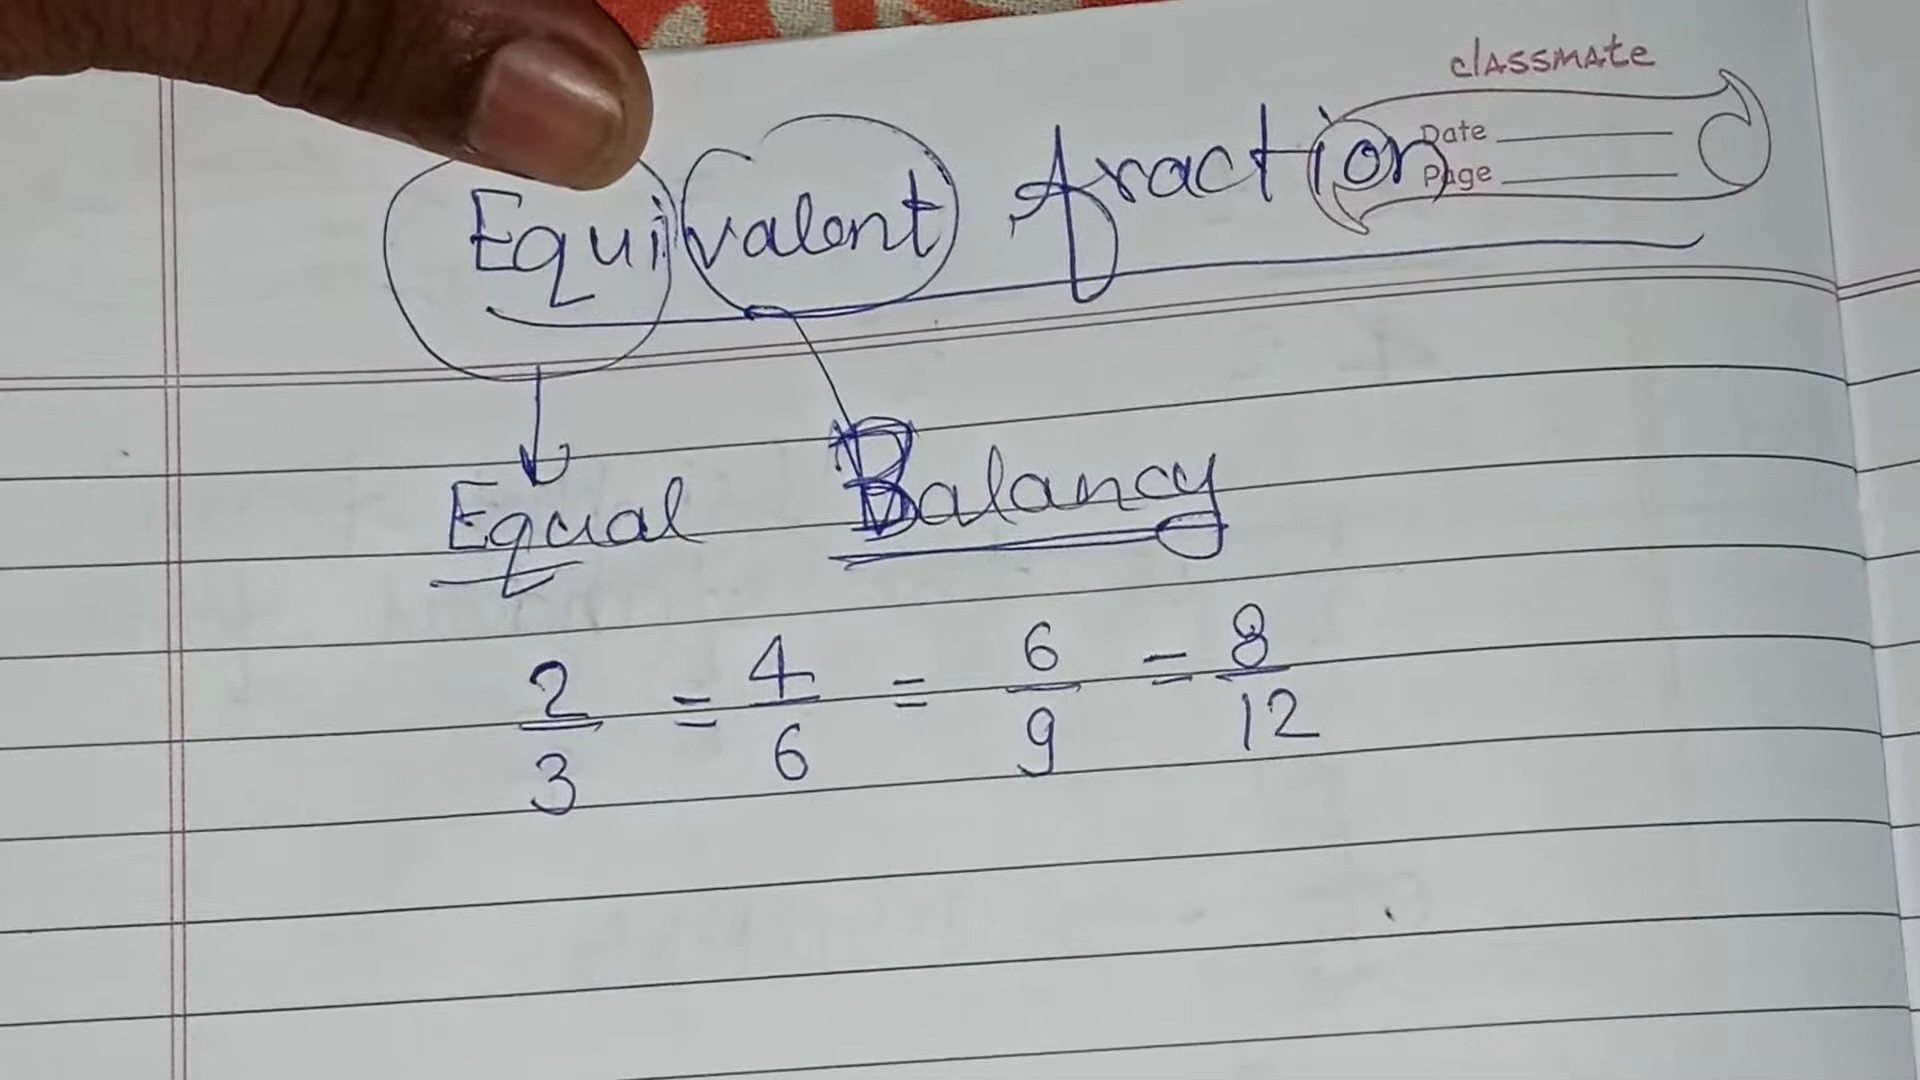 classmate
Date
Page
Equivalent fraction
Equal Balancy
2/3 = 4/6 = 6/9 = 8/12